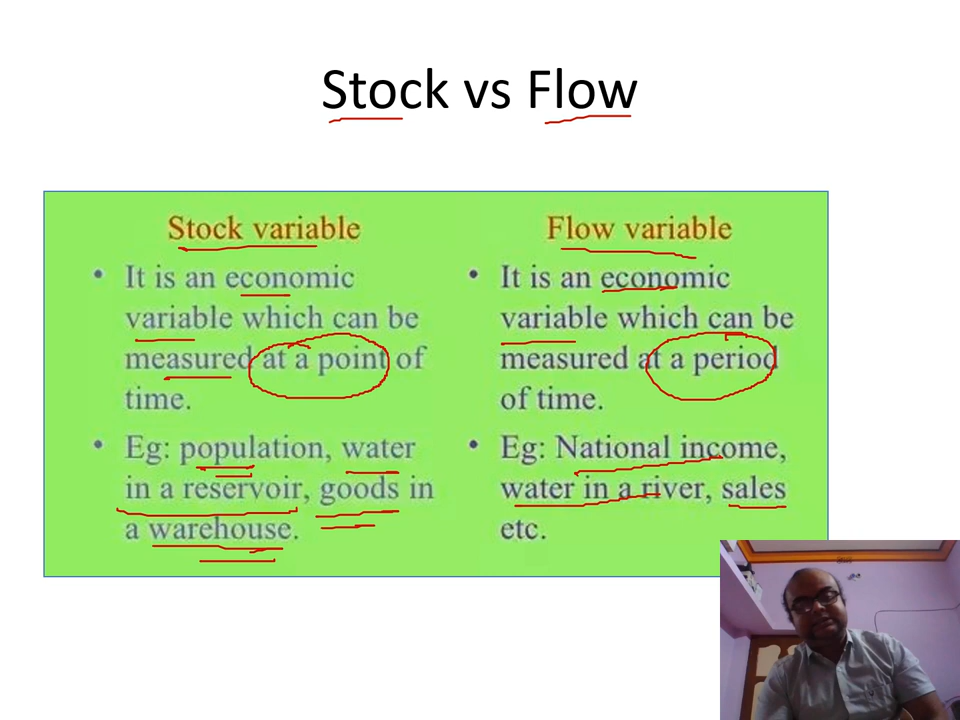 Stock vs Flow
Stock variable
• It is an economic
variable which can be
measured at a point of
time.
• Eg: population, water
in a reservoir, goods in
a warehouse.
Flow variable
• It is an economic
variable which can be
measured at a period
of time.
• Eg: National income,
water in a river, sales
etc.